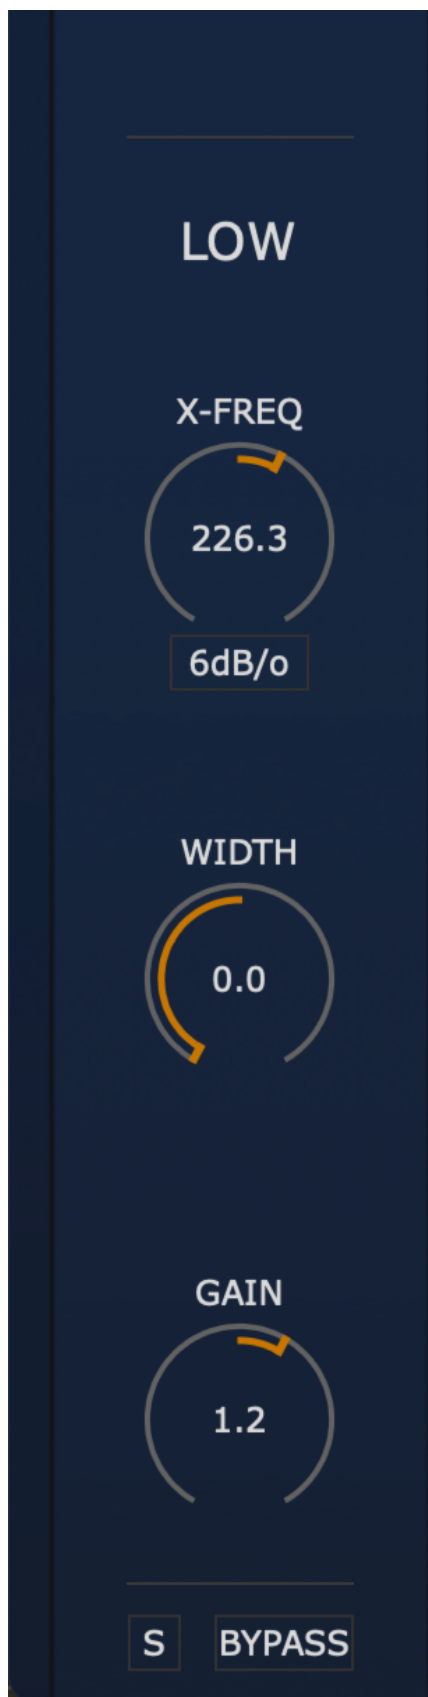 LOW
X-FREQ
226.3
6dB/o
WIDTH
0.0
GAIN
1.2
S BYPASS